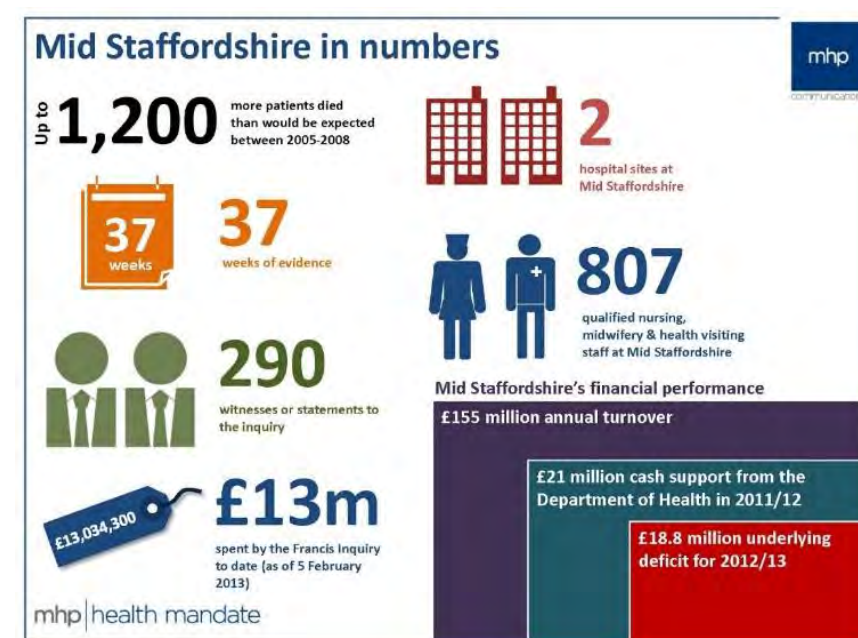 Mid Staffordshire in numbers
mhp
communications
Up to
1,200
more patients died
than would be expected
between 2005-2008
2
hospital sites at
Mid Staffordshire
37
weeks
37
weeks of evidence
807
qualified nursing,
midwifery & health visiting
staff at Mid Staffordshire
290
witnesses or statements to
the inquiry
£13,034,300
£13m
spent by the Francis Inquiry
to date (as of 5 February
2013)
Mid Staffordshire's financial performance
£155 million annual turnover
£21 million cash support from the
Department of Health in 2011/12
£18.8 million underlying
deficit for 2012/13
mhp|health mandate